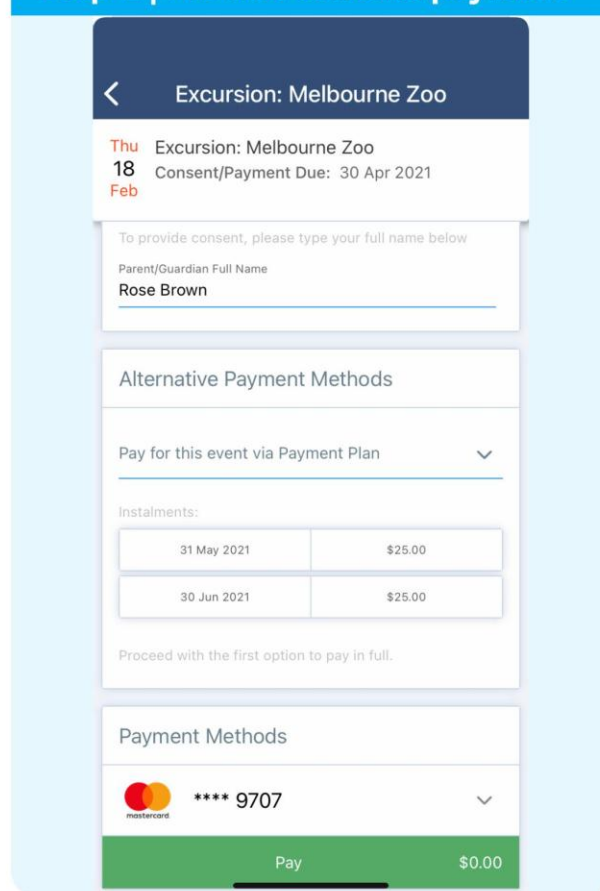 Excursion: Melbourne Zoo
Thu
18
Feb
Excursion: Melbourne Zoo
Consent/Payment Due: 30 Apr 2021
To provide consent, please type your full name below
Parent/Guardian Full Name
Rose Brown
Alternative Payment Methods
Pay for this event via Payment Plan
Instalments:
31 May 2021 $25.00
30 Jun 2021 $25.00
Proceed with the first option to pay in full.
Payment Methods
mastercard
**** 9707
Pay $0.00